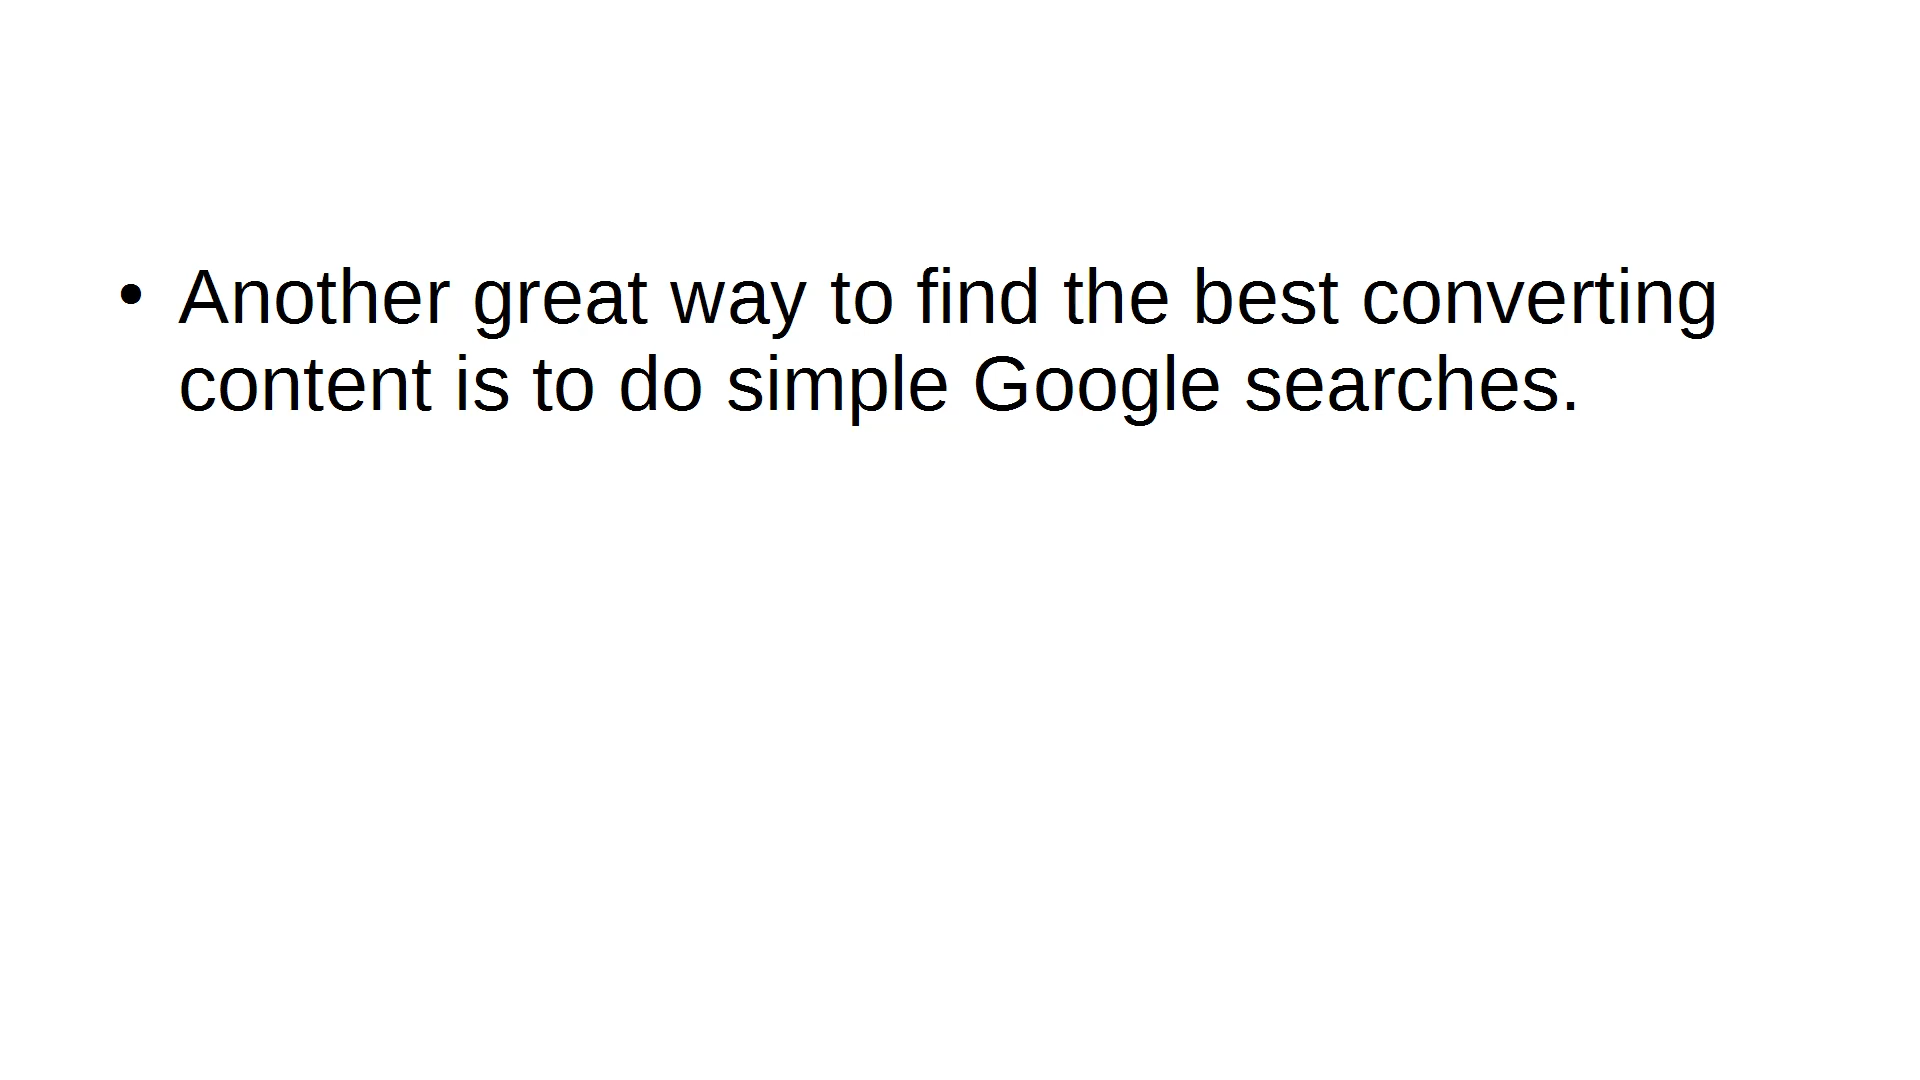 • Another great way to find the best converting
content is to do simple Google searches.